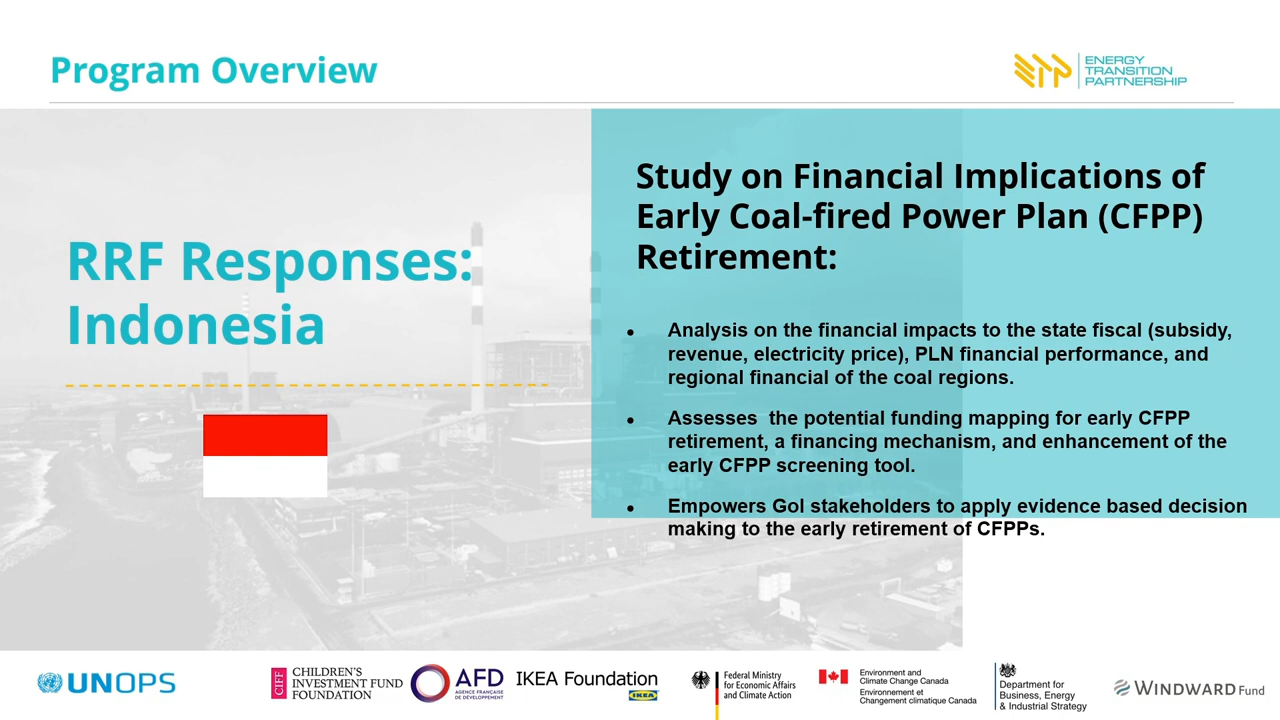 Program Overview
ENERGY
TRANSITION
PARTNERSHIP
RRF Responses:
Indonesia
Study on Financial Implications of
Early Coal-fired Power Plan (CFPP)
Retirement:
• Analysis on the financial impacts to the state fiscal (subsidy,
revenue, electricity price), PLN financial performance, and
regional financial of the coal regions.
• Assesses  the potential funding mapping for early CFPP
retirement, a financing mechanism, and enhancement of the
early CFPP screening tool.
• Empowers GoI stakeholders to apply evidence based decision
making to the early retirement of CFPPs.
UNOPS
CIFF
CHILDREN'S
INVESTMENT FUND
FOUNDATION
AFD
AGENCE FRANÇAISE
DE DÉVELOPPEMENT
IKEA Foundation
IKEA
Federal Ministry
for Economic Affairs
and Climate Action
Environment and
Climate Change Canada
Environnement et
Changement climatique Canada
Department for
Business, Energy
& Industrial Strategy
WINDWARD Fund